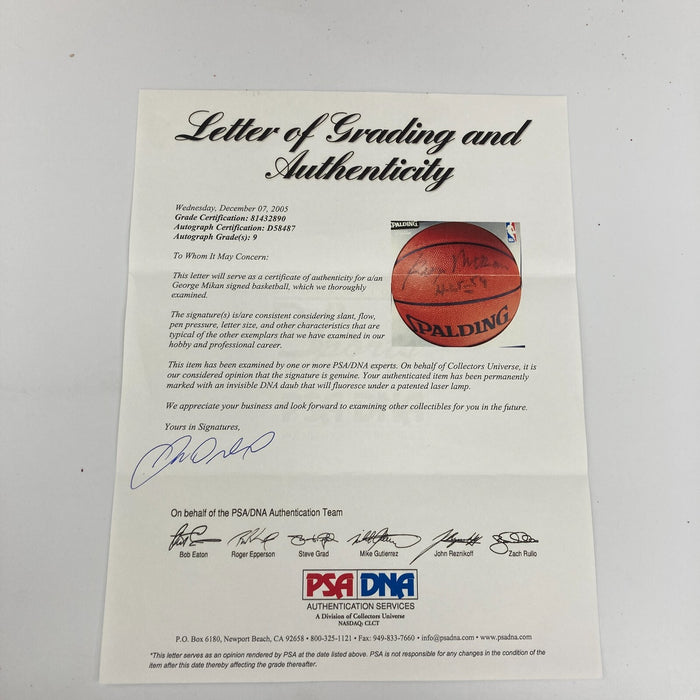 Letter of Grading and
Authenticity
Wednesday, December 07, 2005
Grade Certification: 81432890
Autograph Certification: D58487
Autograph Grade(s): 9
To Whom It May Concern:
This letter will serve as a certificate of authenticity for a/an
George Mikan signed basketball, which we thoroughly
examined.
The signature(s) is/are consistent considering slant, flow,
pen pressure, letter size, and other characteristics that are
typical of the other exemplars that we have examined in our
hobby and professional career.
SPALDING
NBA
George Mikan
HOF-59
SPALDING
This item has been examined by one or more PSA/DNA experts. On behalf of Collectors Universe, it is
our considered opinion that the signature is genuine. Your authenticated item has been permanently
marked with an invisible DNA daub that will fluoresce under a patented laser lamp.
We appreciate your business and look forward to examining other collectibles for you in the future.
Yours in Signatures,
On behalf of the PSA/DNA Authentication Team
Bob Eaton Roger Epperson Steve Grad Mike Gutierrez John Reznikoff Zach Rullo
PSA DNA
AUTHENTICATION SERVICES
A Division of Collectors Universe
NASDAQ: CLCT
P.O. Box 6180, Newport Beach, CA 92658 • 800-325-1121 • Fax: 949-833-7660 • info@psadna.com • www.psadna.com
*This letter serves as an opinion rendered by PSA at the date listed above. PSA is not responsible for any changes in the condition of the
item after this date thereby affecting the grade thereafter.